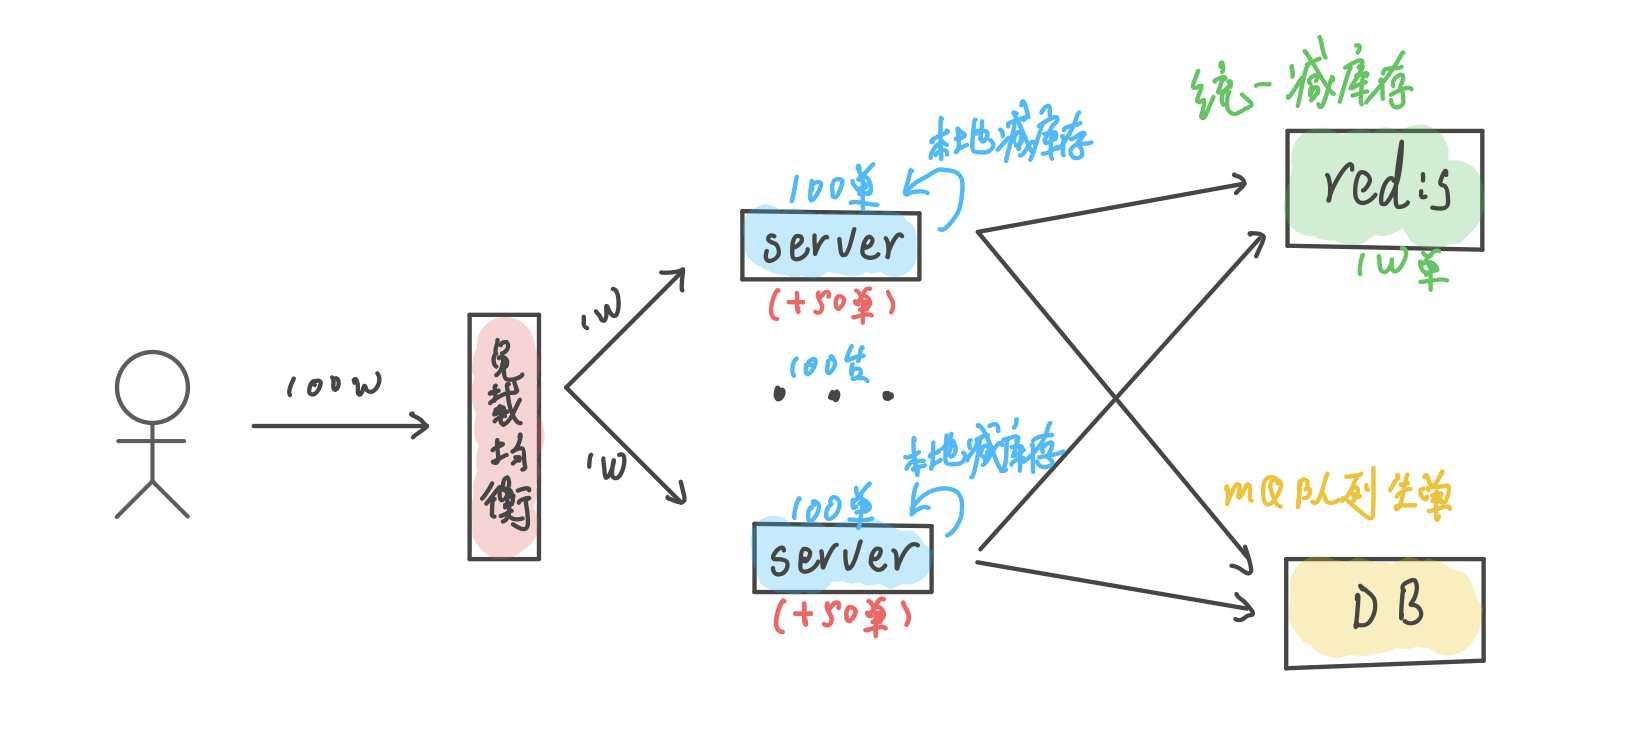 100W
负载均衡
1W
1W
100单
本地减库存
server
(+50单)
100台
100单
本地减库存
server
(+50单)
统一减库存
redis
1W单
MQ队列生单
DB